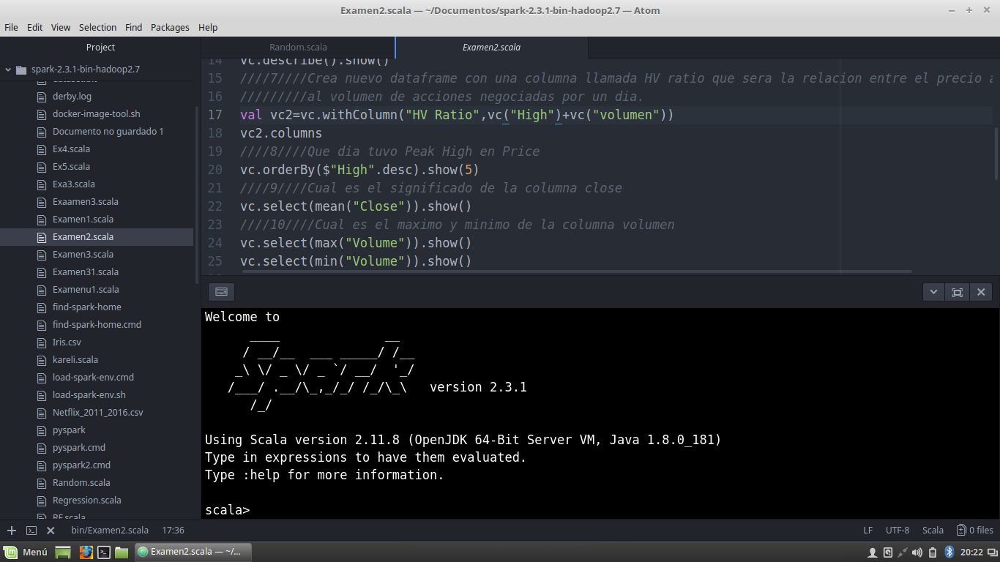 Examen2.scala — ~/Documentos/spark-2.3.1-bin-hadoop2.7 — Atom
File Edit View Selection Find Packages Help
Project
spark-2.3.1-bin-hadoop2.7
derby.log
docker-image-tool.sh
Documento no guardado 1
Ex4.scala
Ex5.scala
Exa3.scala
Exaamen3.scala
Examen1.scala
Examen2.scala
Examen3.scala
Examen31.scala
Examenu1.scala
find-spark-home
find-spark-home.cmd
Iris.csv
kareli.scala
load-spark-env.cmd
load-spark-env.sh
Netflix_2011_2016.csv
pyspark
pyspark.cmd
pyspark2.cmd
Random.scala
Regression.scala
RF.scala
Random.scala Examen2.scala
14 vc.describe().show()
15 ////7////Crea nuevo dataframe con una columna llamada HV ratio que sera la relacion entre el precio a
16 /////////al volumen de acciones negociadas por un dia.
17 val vc2=vc.withColumn("HV Ratio",vc("High")+vc("volumen"))
18 vc2.columns
19 ////8////Que dia tuvo Peak High en Price
20 vc.orderBy($"High".desc).show(5)
21 ////9////Cual es el significado de la columna close
22 vc.select(mean("Close")).show()
23 ////10////Cual es el maximo y minimo de la columna volumen
24 vc.select(max("Volume")).show()
25 vc.select(min("Volume")).show()
Welcome to
      ____              __
     / __/__  ___ _____/ /__
    _\ \/ _ \/ _ `/ __/  '_/
   /___/ .__/\_,_/_/ /_/\_\   version 2.3.1
      /_/
Using Scala version 2.11.8 (OpenJDK 64-Bit Server VM, Java 1.8.0_181)
Type in expressions to have them evaluated.
Type :help for more information.
scala>
bin/Examen2.scala 17:36 LF UTF-8 Scala 0 files
Menú Examen2.scala — ~/... 20:22